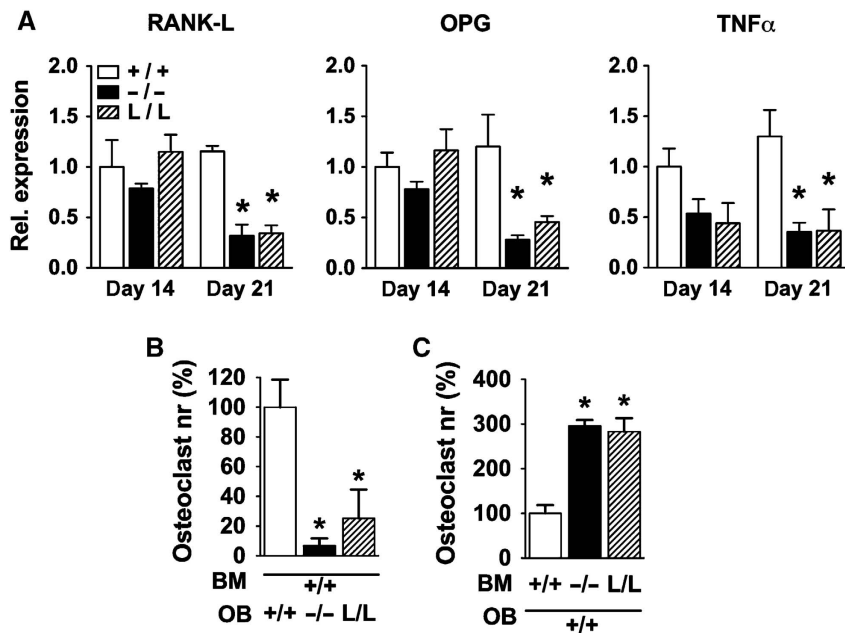 A
RANK-L
OPG
TNFα
Rel. expression
2.0
1.5
1.0
0.5
0.0
+ / +
– / –
L / L
* *
Day 14 Day 21
2.0
1.5
1.0
0.5
0.0
* *
Day 14 Day 21
2.0
1.5
1.0
0.5
0.0
* *
Day 14 Day 21
B
Osteoclast nr (%)
120
100
80
60
40
20
0
* *
BM +/+
OB +/+ –/– L/L
C
Osteoclast nr (%)
400
300
200
100
0
* *
BM +/+ –/– L/L
OB +/+